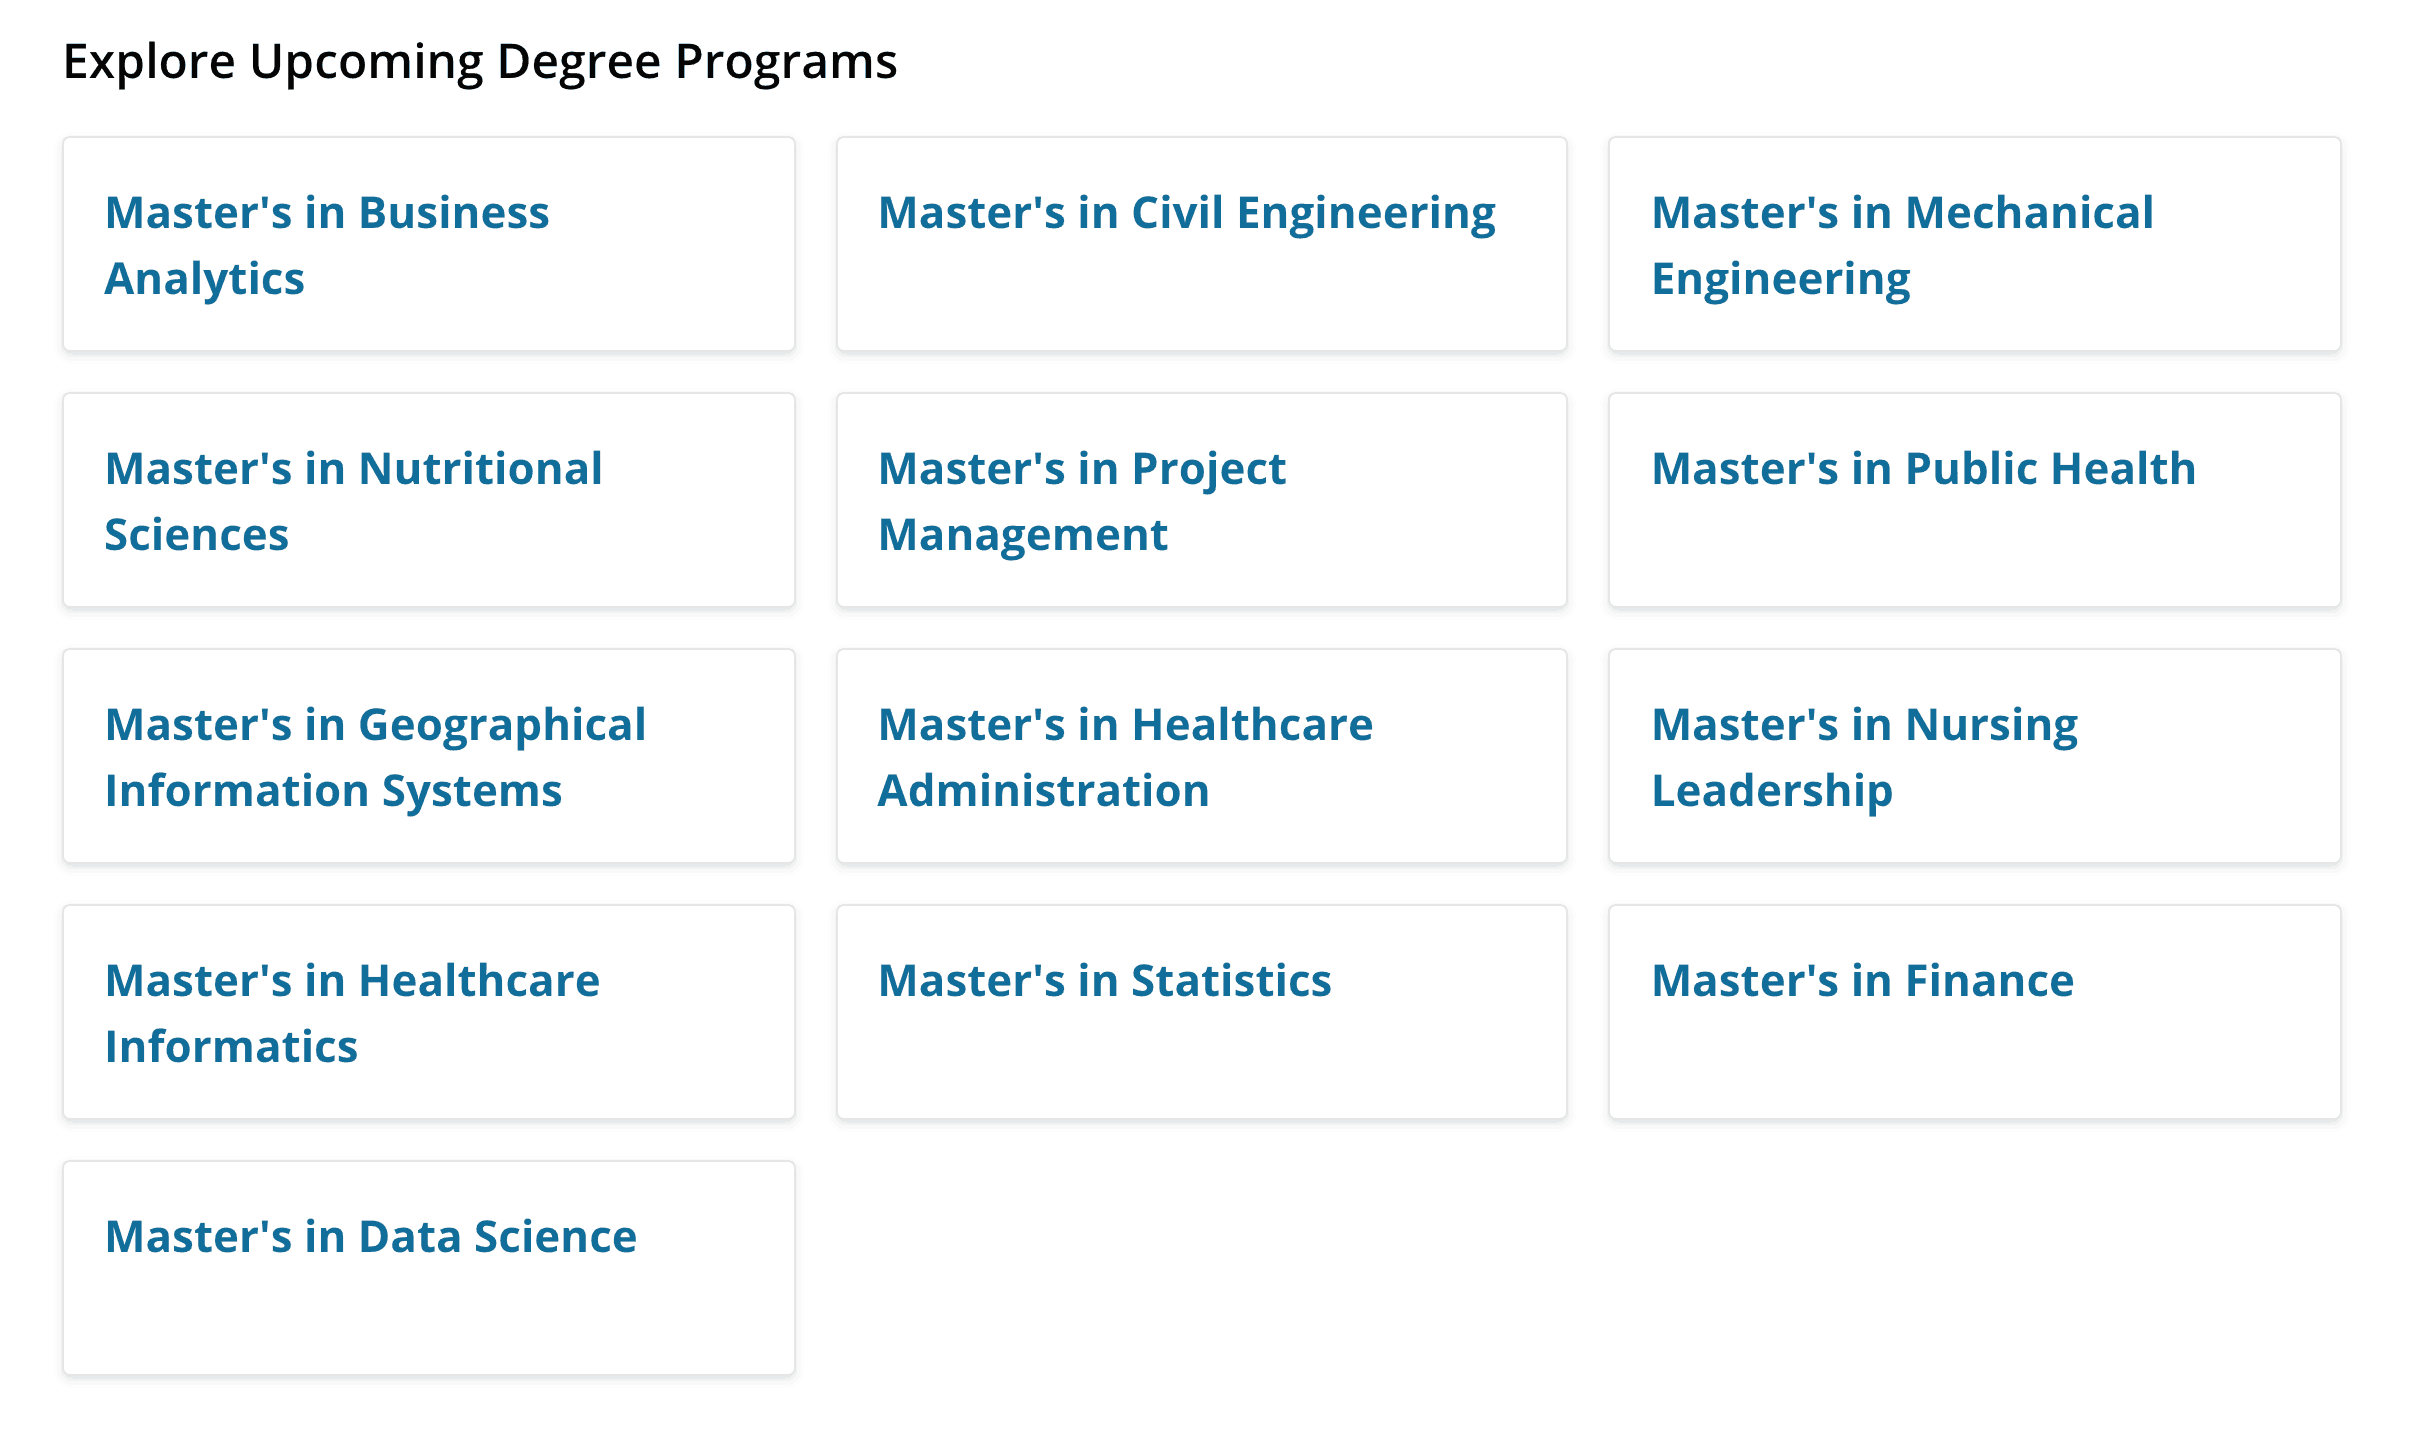 Explore Upcoming Degree Programs
Master's in Business
Analytics
Master's in Civil Engineering
Master's in Mechanical
Engineering
Master's in Nutritional
Sciences
Master's in Project
Management
Master's in Public Health
Master's in Geographical
Information Systems
Master's in Healthcare
Administration
Master's in Nursing
Leadership
Master's in Healthcare
Informatics
Master's in Statistics
Master's in Finance
Master's in Data Science